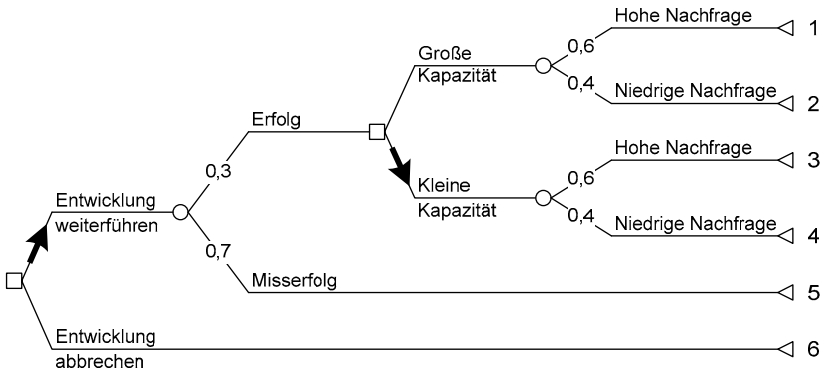 Hohe Nachfrage
1
0,6
Große
Kapazität
0,4
Niedrige Nachfrage
2
Erfolg
Hohe Nachfrage
3
0,3
0,6
Kleine
Kapazität
0,4
Entwicklung
weiterführen
Niedrige Nachfrage
4
0,7
Misserfolg
5
Entwicklung
abbrechen
6